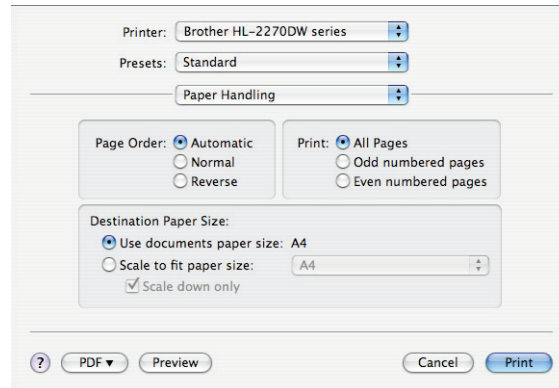 Printer: Brother HL-2270DW series
Presets: Standard
Paper Handling
Page Order: Automatic
Normal
Reverse
Print: All Pages
Odd numbered pages
Even numbered pages
Destination Paper Size:
Use documents paper size: A4
Scale to fit paper size: A4
Scale down only
? PDF▼ Preview Cancel Print